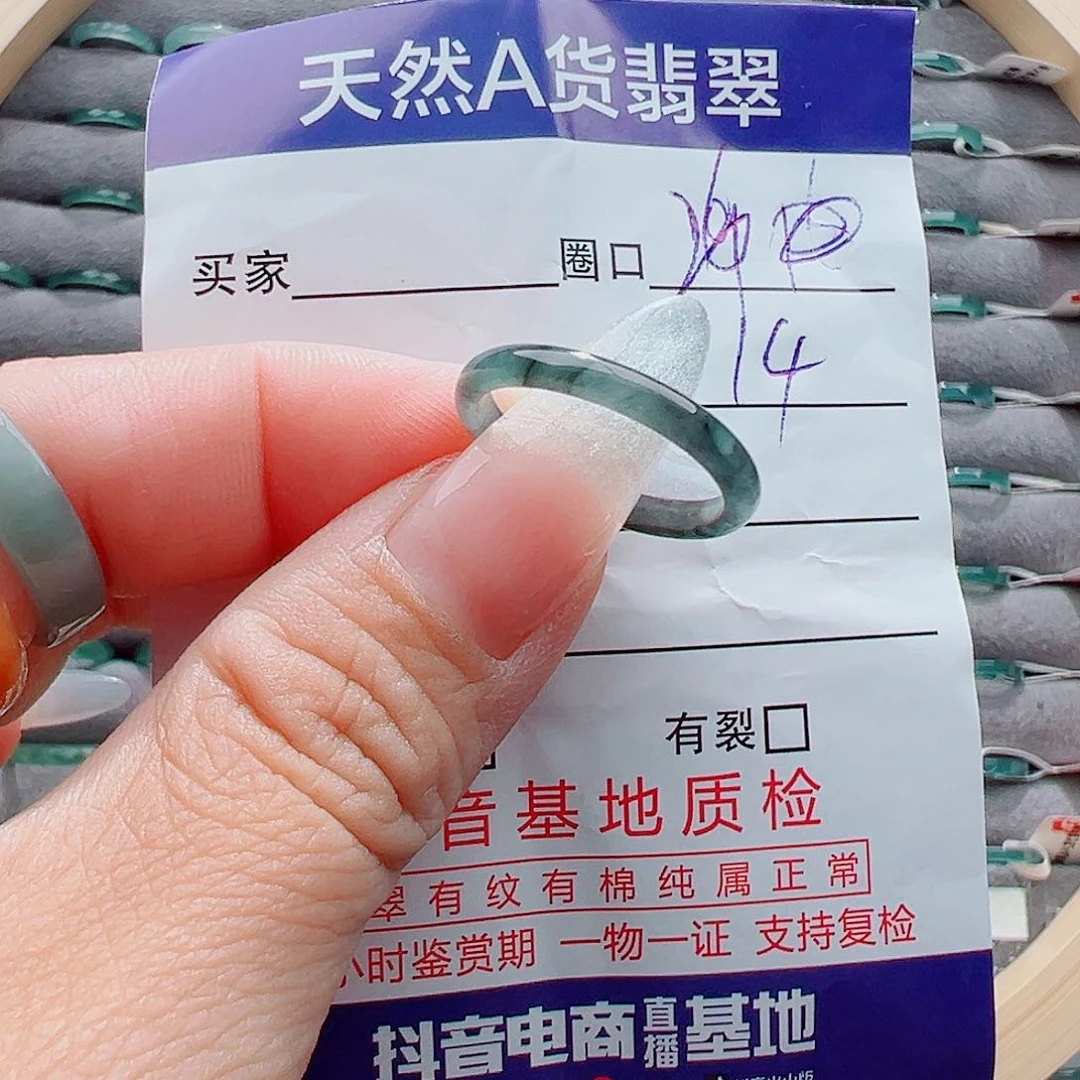 天然A货翡翠
买家 圈口
14
有裂
音基地质检
翠有纹有棉纯属正常
小时鉴赏期 一物一证 支持复检
抖音电商直播基地